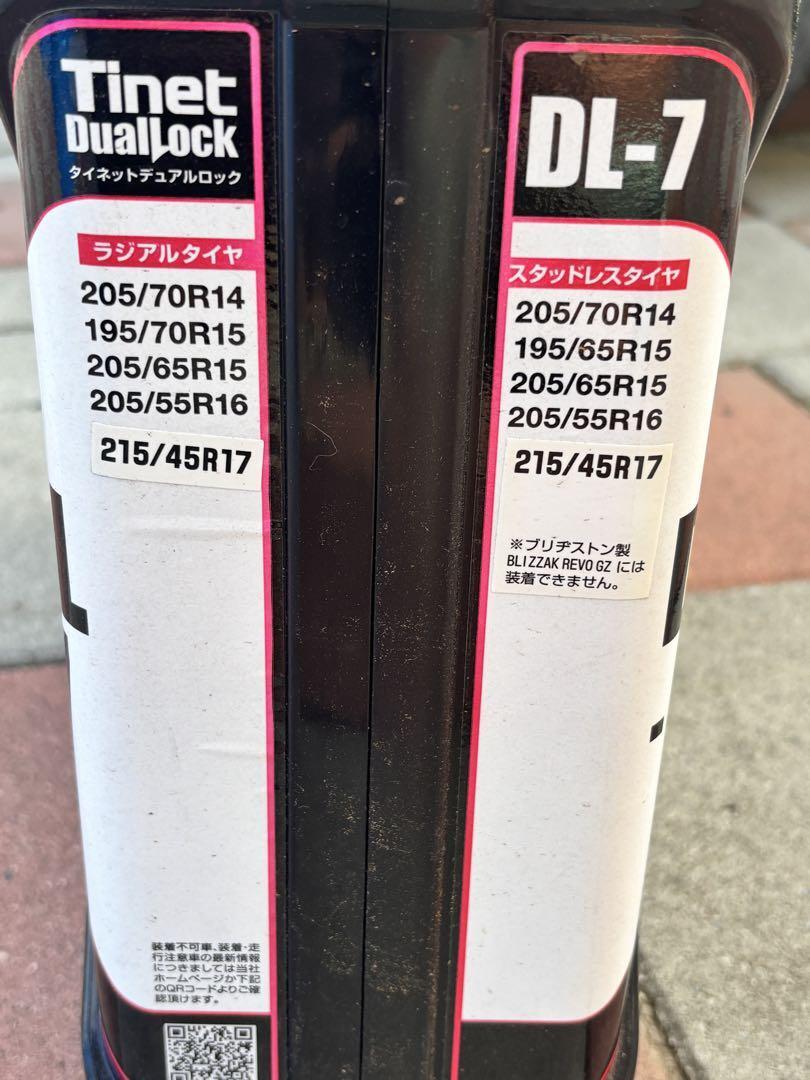 Tinet
DualLock
タイネットデュアルロック
ラジアルタイヤ
205/70R14
195/70R15
205/65R15
205/55R16
215/45R17
装着不可車、装着・走
行注意車の最新情報
につきましては当社
ホームページか下記
のQRコードよりご確
認頂けます。
DL-7
スタッドレスタイヤ
205/70R14
195/65R15
205/65R15
205/55R16
215/45R17
※ブリヂストン製
BLIZZAK REVO GZ には
装着できません。